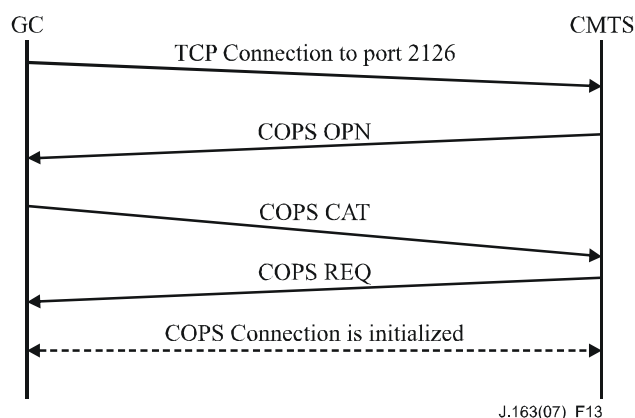 GC
CMTS
TCP Connection to port 2126
COPS OPN
COPS CAT
COPS REQ
COPS Connection is initialized
J.163(07)_F13